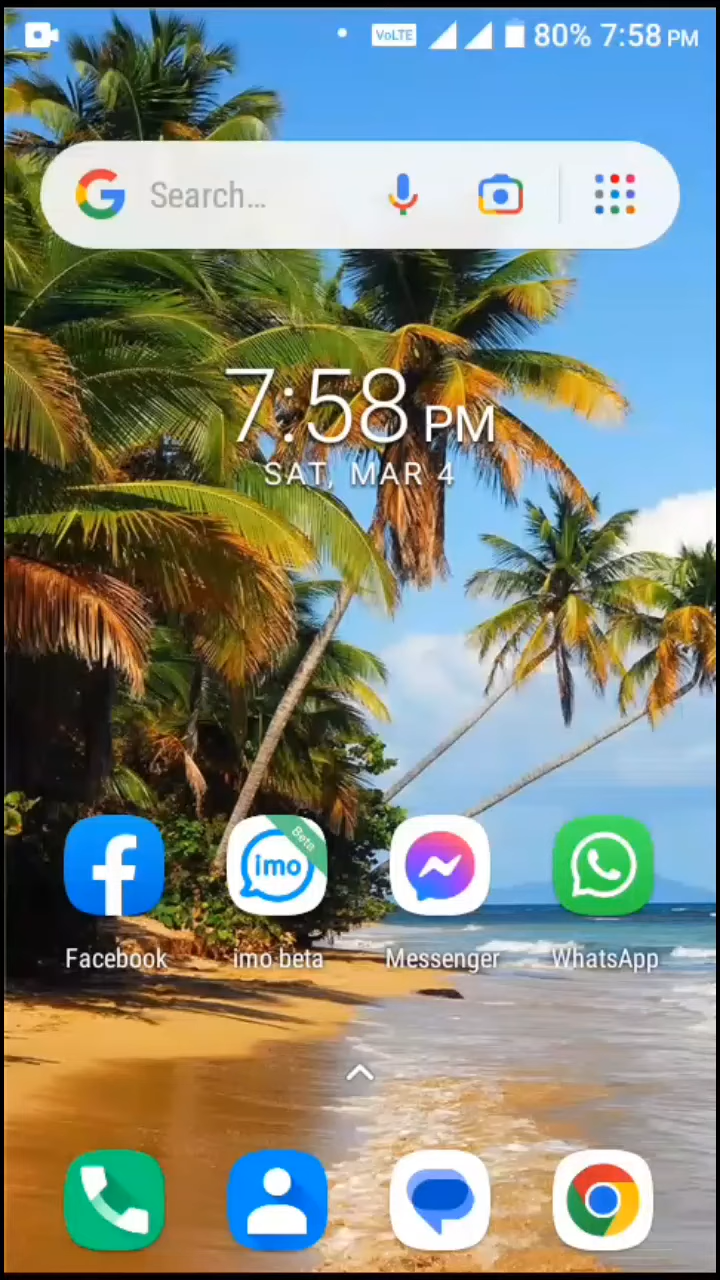 VoLTE 80% 7:58 PM
G Search...
7:58 PM
SAT, MAR 4
Beta
imo
Facebook imo beta Messenger WhatsApp